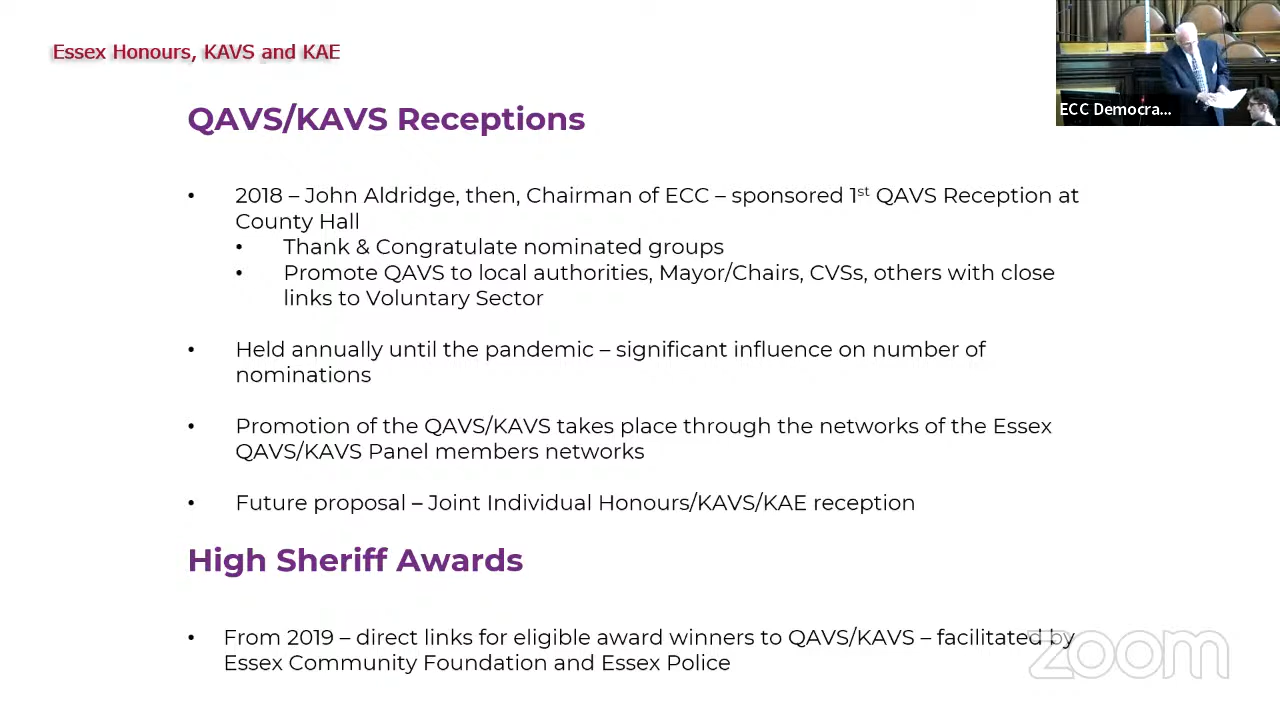 Essex Honours, KAVS and KAE
ECC Democra...
QAVS/KAVS Receptions
• 2018 – John Aldridge, then, Chairman of ECC – sponsored 1st QAVS Reception at
County Hall
• Thank & Congratulate nominated groups
• Promote QAVS to local authorities, Mayor/Chairs, CVSs, others with close
links to Voluntary Sector
• Held annually until the pandemic – significant influence on number of
nominations
• Promotion of the QAVS/KAVS takes place through the networks of the Essex
QAVS/KAVS Panel members networks
• Future proposal – Joint Individual Honours/KAVS/KAE reception
High Sheriff Awards
• From 2019 – direct links for eligible award winners to QAVS/KAVS – facilitated by
Essex Community Foundation and Essex Police
zoom